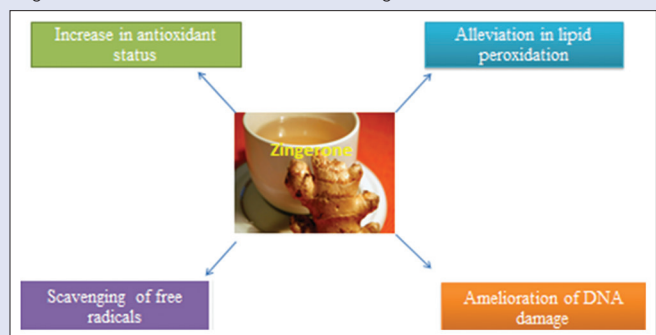 Increase in antioxidant
status
Alleviation in lipid
peroxidation
Zingerone
Scavenging of free
radicals
Amelioration of DNA
damage